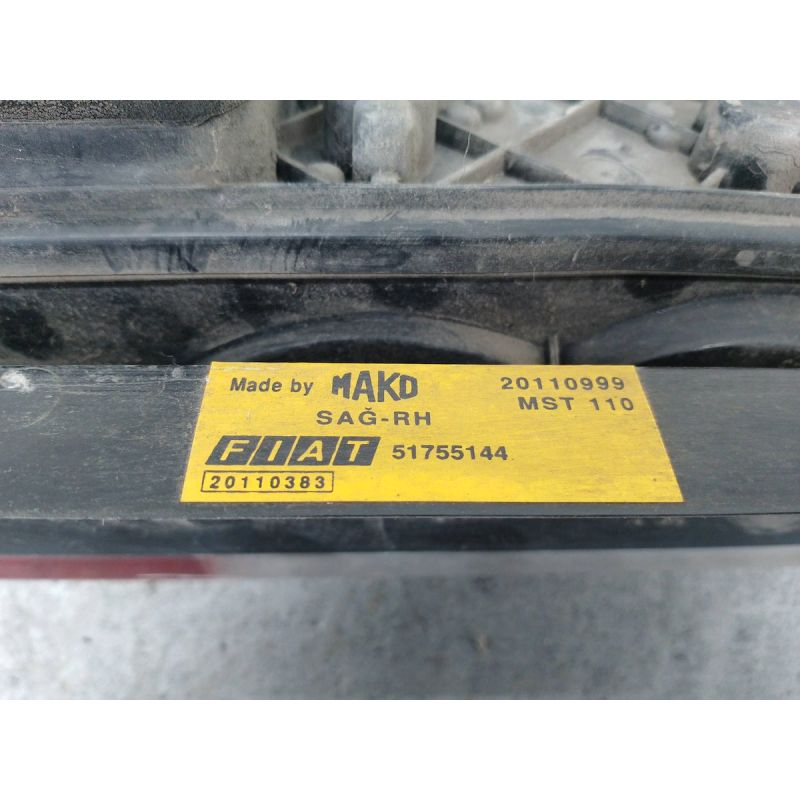 Made by MAKO 20110999
SAĞ-RH MST 110
FIAT 51755144
20110383